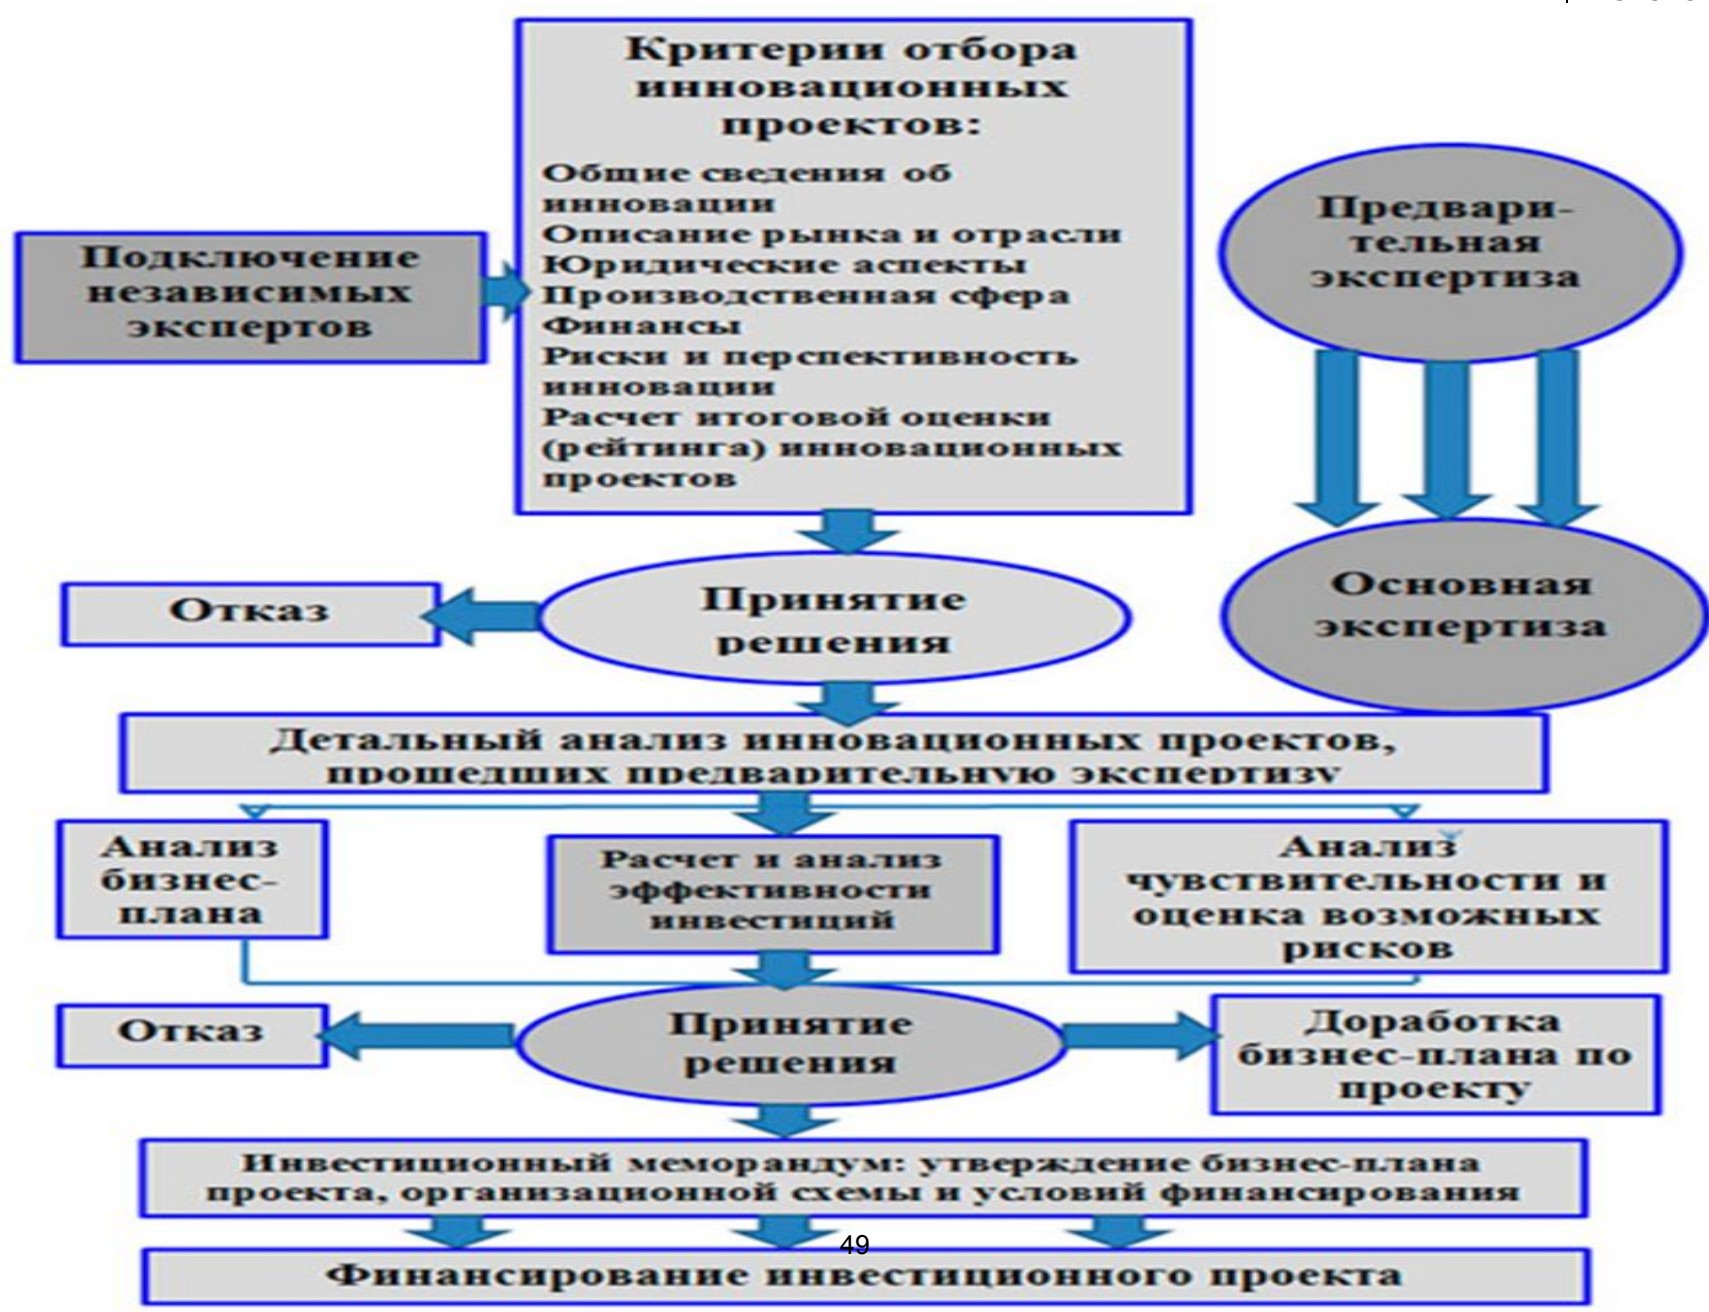 Критерии отбора
инновационных
проектов:
Общие сведения об
инновации
Описание рынка и отрасли
Юридические аспекты
Производственная сфера
Финансы
Риски и перспективность
инновации
Расчет итоговой оценки
(рейтинга) инновационных
проектов
Подключение
независимых
экспертов
Предвари-
тельная
экспертиза
Отказ
Принятие
решения
Основная
экспертиза
Детальный анализ инновационных проектов,
прошедших предварительную экспертизу
Анализ
бизнес-
плана
Расчет и анализ
эффективности
инвестиций
Анализ
чувствительности и
оценка возможных
рисков
Отказ
Принятие
решения
Доработка
бизнес-плана по
проекту
Инвестиционный меморандум: утверждение бизнес-плана
проекта, организационной схемы и условий финансирования
49
Финансирование инвестиционного проекта